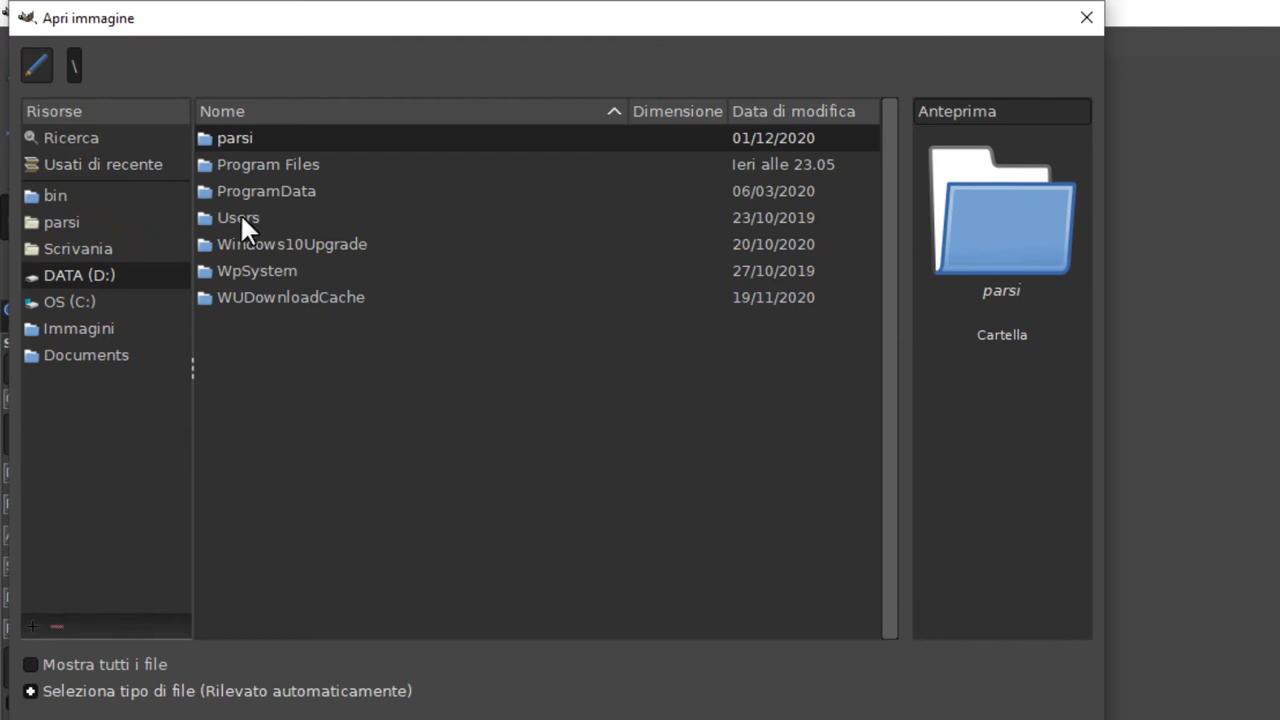 Apri immagine
\
Risorse
Ricerca
Usati di recente
bin
parsi
Scrivania
DATA (D:)
OS (C:)
Immagini
Documents
Nome Dimensione Data di modifica
parsi 01/12/2020
Program Files Ieri alle 23.05
ProgramData 06/03/2020
Users 23/10/2019
Windows10Upgrade 20/10/2020
WpSystem 27/10/2019
WUDownloadCache 19/11/2020
Anteprima
parsi
Cartella
Mostra tutti i file
Seleziona tipo di file (Rilevato automaticamente)